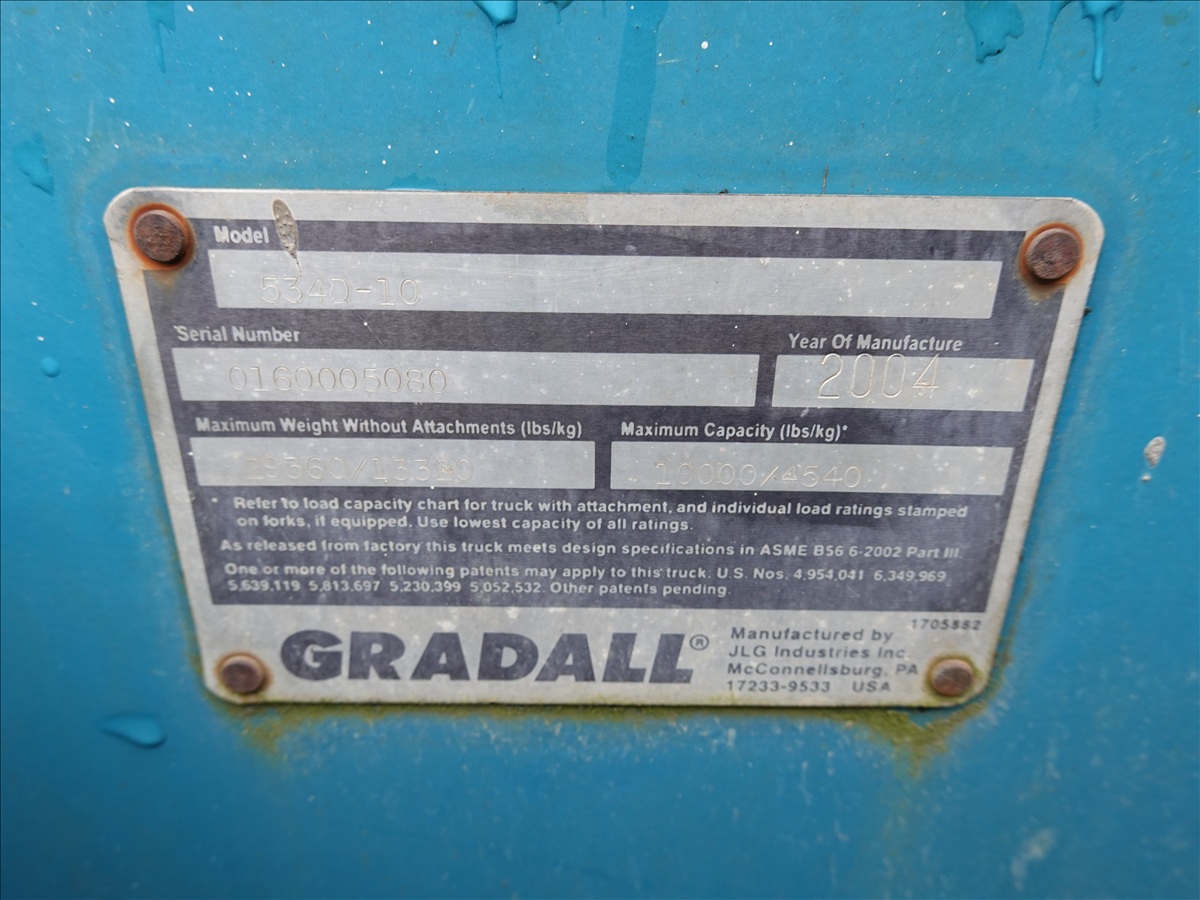 Model
534D-10
Serial Number
Year Of Manufacture
0160005080
2004
Maximum Weight Without Attachments (lbs/kg)
Maximum Capacity (lbs/kg)*
29360/13320
10000/4540
* Refer to load capacity chart for truck with attachment, and individual load ratings stamped
on forks, if equipped. Use lowest capacity of all ratings.
As released from factory this truck meets design specifications in ASME B56.6-2002 Part III.
One or more of the following patents may apply to this truck: U.S. Nos. 4,954,041 6,349,969
5,639,119 5,813,697 5,230,399 5,052,532. Other patents pending.
1705882
GRADALL®
Manufactured by
JLG Industries Inc.
McConnellsburg, PA
17233-9533 USA